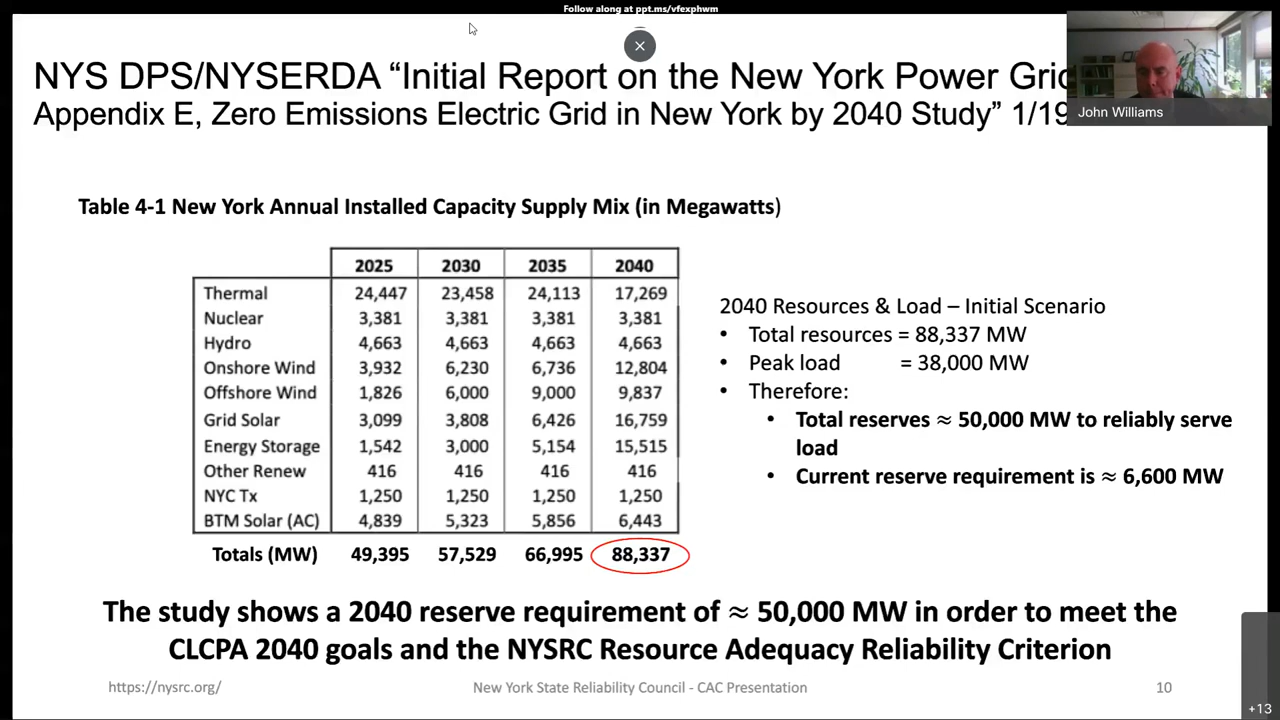 Follow along at ppt.ms/vfexphwm
NYS DPS/NYSERDA “Initial Report on the New York Power Grid
Appendix E, Zero Emissions Electric Grid in New York by 2040 Study” 1/19
John Williams
Table 4-1 New York Annual Installed Capacity Supply Mix (in Megawatts)
2025 2030 2035 2040
Thermal 24,447 23,458 24,113 17,269
Nuclear 3,381 3,381 3,381 3,381
Hydro 4,663 4,663 4,663 4,663
Onshore Wind 3,932 6,230 6,736 12,804
Offshore Wind 1,826 6,000 9,000 9,837
Grid Solar 3,099 3,808 6,426 16,759
Energy Storage 1,542 3,000 5,154 15,515
Other Renew 416 416 416 416
NYC Tx 1,250 1,250 1,250 1,250
BTM Solar (AC) 4,839 5,323 5,856 6,443
Totals (MW) 49,395 57,529 66,995 88,337
2040 Resources & Load – Initial Scenario
• Total resources = 88,337 MW
• Peak load = 38,000 MW
• Therefore:
• Total reserves ≈ 50,000 MW to reliably serve
load
• Current reserve requirement is ≈ 6,600 MW
The study shows a 2040 reserve requirement of ≈ 50,000 MW in order to meet the
CLCPA 2040 goals and the NYSRC Resource Adequacy Reliability Criterion
https://nysrc.org/
New York State Reliability Council - CAC Presentation
10
+13